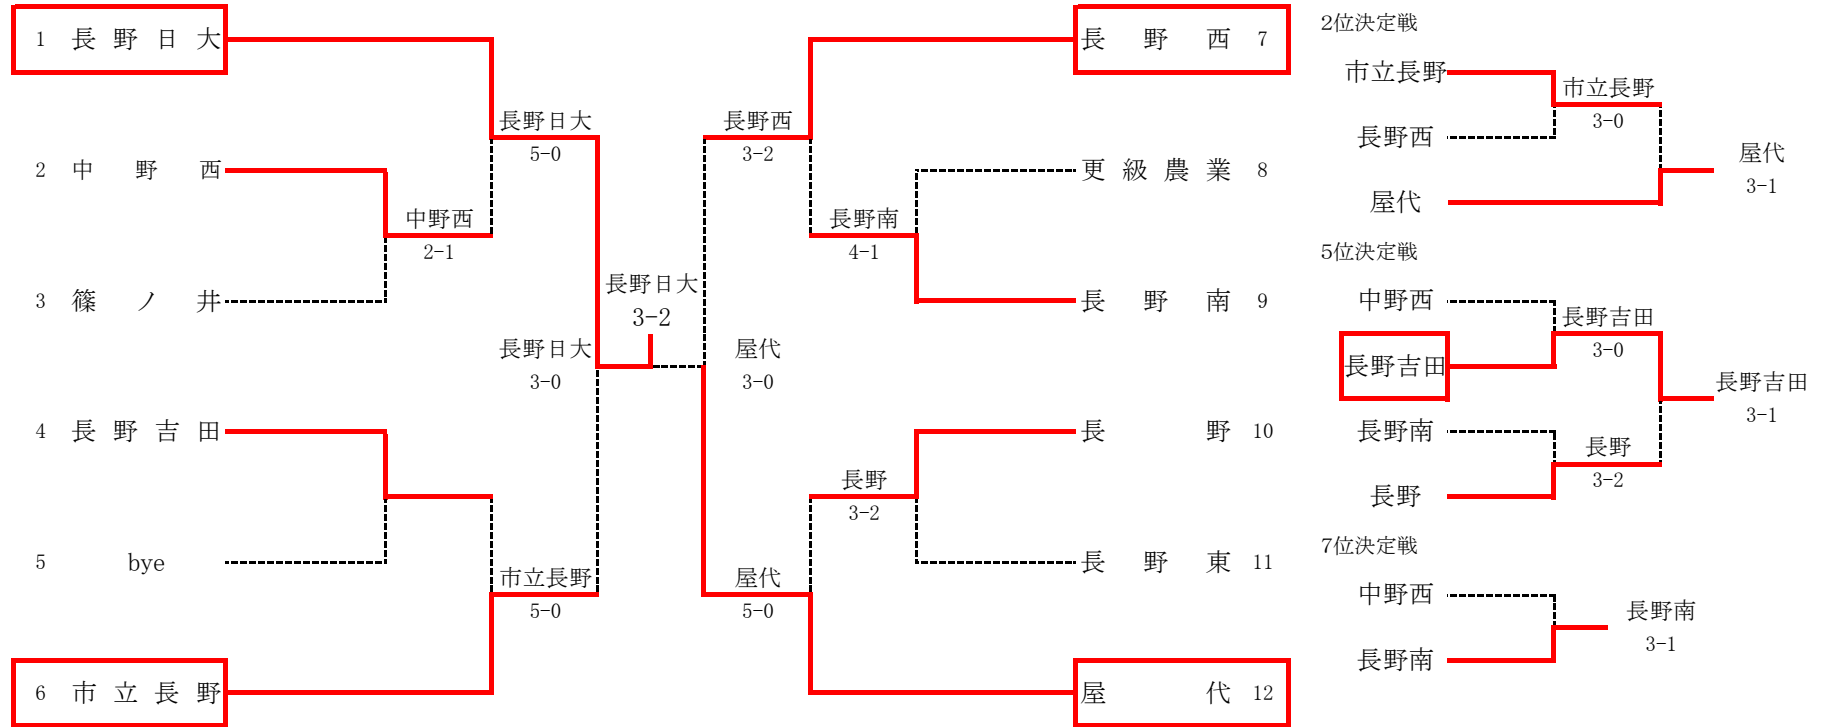 1 長野日大
2 中野西
3 篠ノ井
4 長野吉田
5 bye
6 市立長野
中野西
2-1
長野日大
5-0
市立長野
5-0
長野日大
3-0
長野日大
3-2
長野西
3-2
屋代
3-0
屋代
5-0
長野南
4-1
長野
3-2
長野西 7
更級農業 8
長野南 9
長野 10
長野東 11
屋代 12
2位決定戦
市立長野
長野西
屋代
市立長野
3-0
屋代
3-1
5位決定戦
中野西
長野吉田
長野南
長野
長野吉田
3-0
長野
3-2
長野吉田
3-1
7位決定戦
中野西
長野南
長野南
3-1